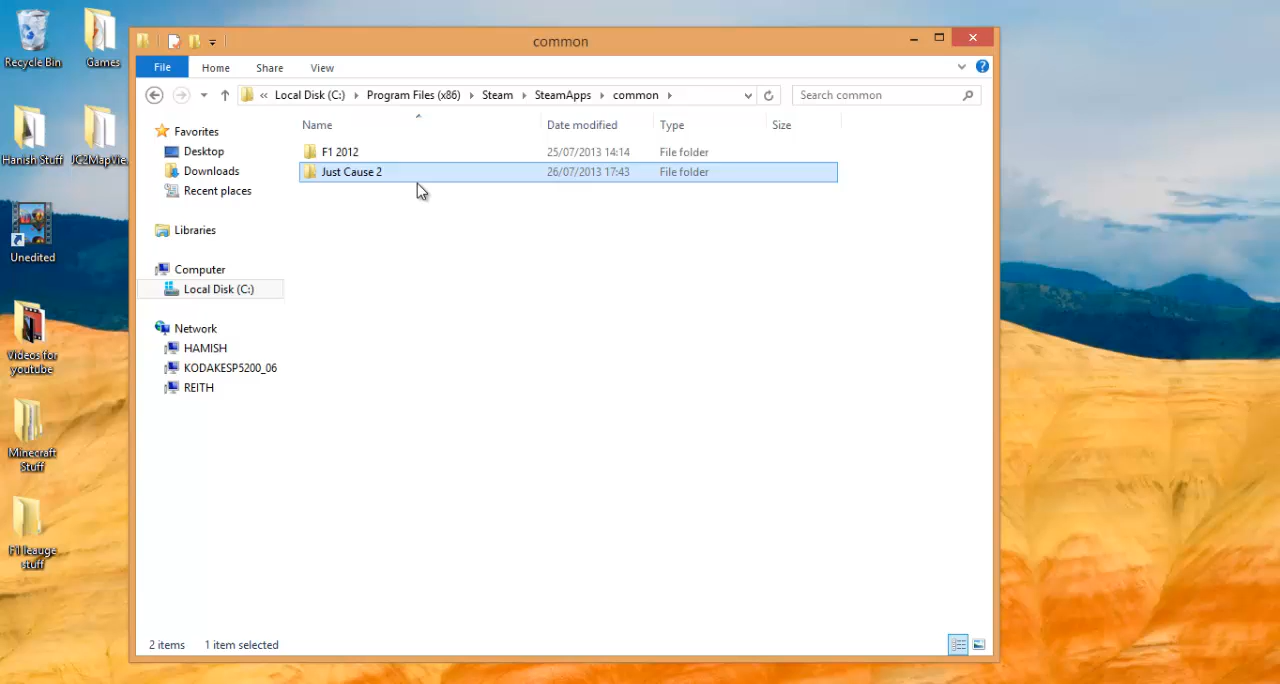 Recycle Bin
Games
Hanish Stuff
JC2MapVie...
Unedited
Videos for
youtube
Minecraft
Stuff
F1 leauge
stuff
common
File
Home
Share
View
« Local Disk (C:) Program Files (x86) Steam SteamApps common
Search common
Favorites
Desktop
Downloads
Recent places
Libraries
Computer
Local Disk (C:)
Network
HAMISH
KODAKESP5200_06
REITH
Name Date modified Type Size
F1 2012 25/07/2013 14:14 File folder
Just Cause 2 26/07/2013 17:43 File folder
2 items 1 item selected